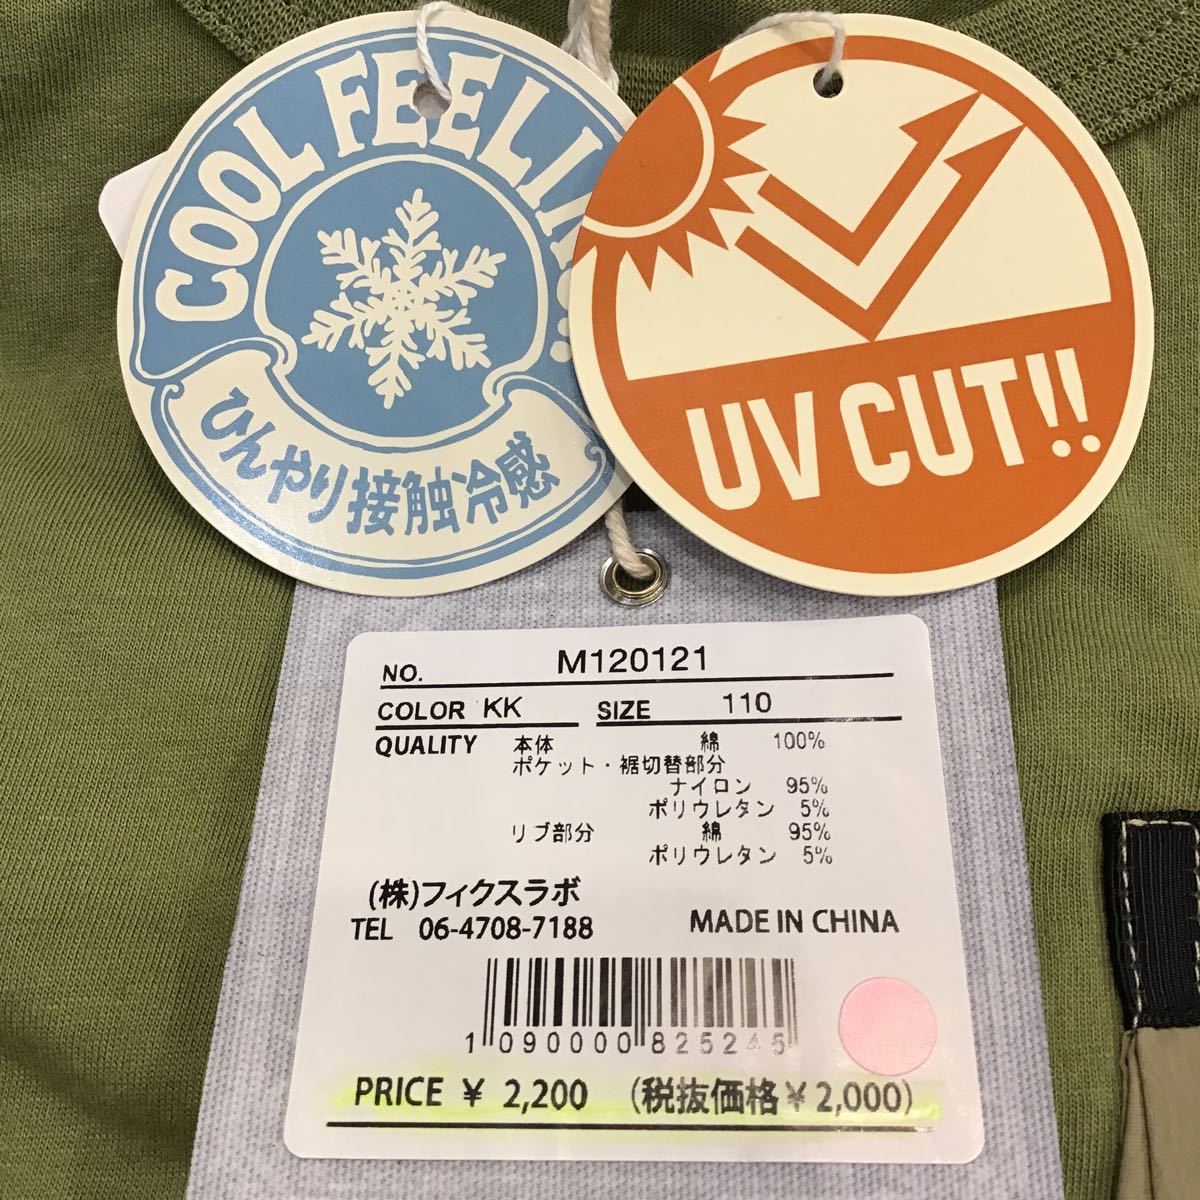 COOL FEELIN
ひんやり接触冷感
UV CUT!!
NO. M120121
COLOR KK SIZE 110
QUALITY 本体 綿 100%
ポケット・裾切替部分
ナイロン 95%
ポリウレタン 5%
リブ部分 綿 95%
ポリウレタン 5%
(株)フィクスラボ
TEL 06-4708-7188 MADE IN CHINA
1 090000 825245
PRICE ¥ 2,200 (税抜価格¥2,000)